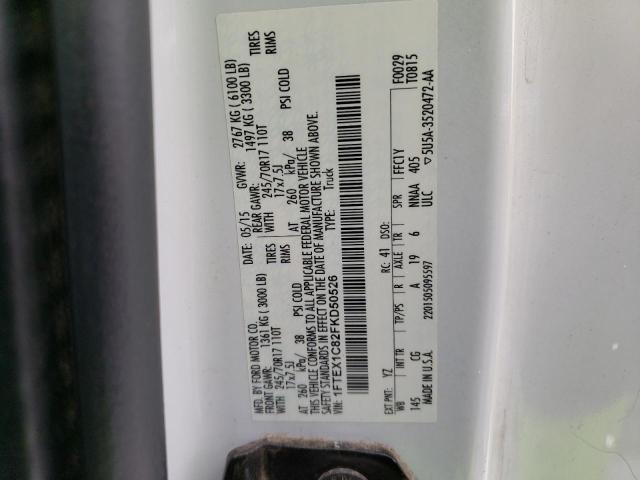 MFD. BY FORD MOTOR CO.
DATE: 05/15 GVWR: 2767 KG ( 6100 LB)
FRONT GAWR: 1361 KG ( 3000 LB) REAR GAWR: 1497 KG ( 3300 LB)
WITH 245/70R17 110T TIRES WITH 245/70R17 110T TIRES
17x7.5J RIMS 17x7.5J RIMS
AT 260 kPa/ 38 PSI COLD AT 260 kPa/ 38 PSI COLD
THIS VEHICLE CONFORMS TO ALL APPLICABLE FEDERAL MOTOR VEHICLE
SAFETY STANDARDS IN EFFECT ON THE DATE OF MANUFACTURE SHOWN ABOVE.
VIN: 1FTEX1C82FKD50526 Truck
F0029
T0815
EXT PNT: YZ RC: 41 DSO: FFC1Y
WB INT TR TP/PS R AXLE TR SPR
145 CG A 19 6 NNAA 405
MADE IN U.S.A. 2201505095597 ULC
▽3U5A-3520472-AA